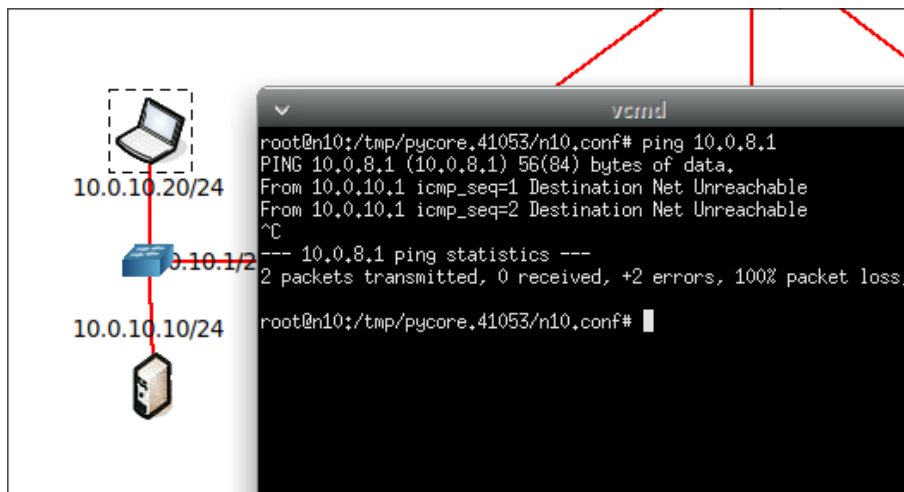 vcmd
root@n10:/tmp/pycore.41053/n10.conf# ping 10.0.8.1
PING 10.0.8.1 (10.0.8.1) 56(84) bytes of data.
From 10.0.10.1 icmp_seq=1 Destination Net Unreachable
From 10.0.10.1 icmp_seq=2 Destination Net Unreachable
^C
--- 10.0.8.1 ping statistics ---
2 packets transmitted, 0 received, +2 errors, 100% packet loss,
root@n10:/tmp/pycore.41053/n10.conf#
10.0.10.20/24
0.10.1/2
10.0.10.10/24